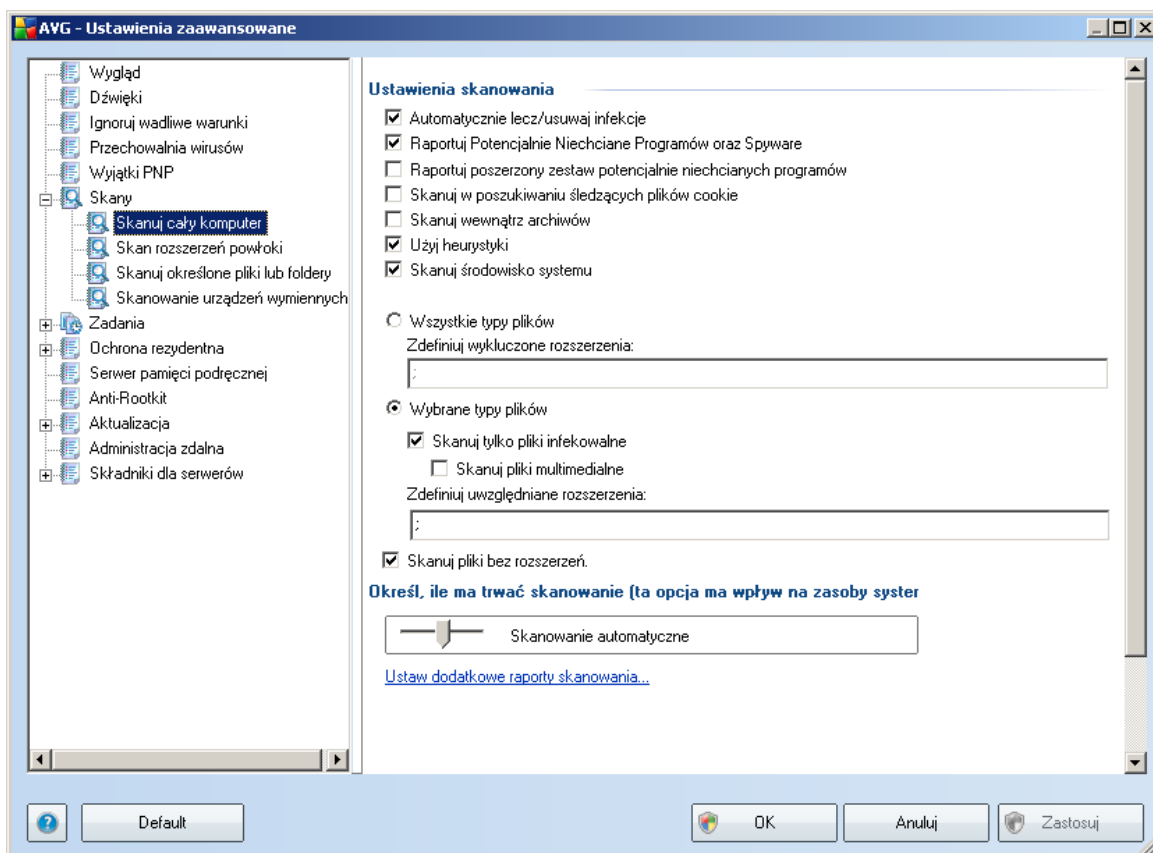 AVG - Ustawienia zaawansowane
Wygląd
Dźwięki
Ignoruj wadliwe warunki
Przechowalnia wirusów
Wyjątki PNP
Skany
Skanuj cały komputer
Skan rozszerzeń powłoki
Skanuj określone pliki lub foldery
Skanowanie urządzeń wymiennych
Zadania
Ochrona rezydentna
Serwer pamięci podręcznej
Anti-Rootkit
Aktualizacja
Administracja zdalna
Składniki dla serwerów
Ustawienia skanowania
Automatycznie lecz/usuwaj infekcje
Raportuj Potencjalnie Niechciane Programów oraz Spyware
Raportuj poszerzony zestaw potencjalnie niechcianych programów
Skanuj w poszukiwaniu śledzących plików cookie
Skanuj wewnątrz archiwów
Użyj heurystyki
Skanuj środowisko systemu
Wszystkie typy plików
Zdefiniuj wykluczone rozszerzenia:
;
Wybrane typy plików
Skanuj tylko pliki infekowalne
Skanuj pliki multimedialne
Zdefiniuj uwzględniane rozszerzenia:
;
Skanuj pliki bez rozszerzeń.
Określ, ile ma trwać skanowanie (ta opcja ma wpływ na zasoby syster
Skanowanie automatyczne
Ustaw dodatkowe raporty skanowania...
? Default OK Anuluj Zastosuj